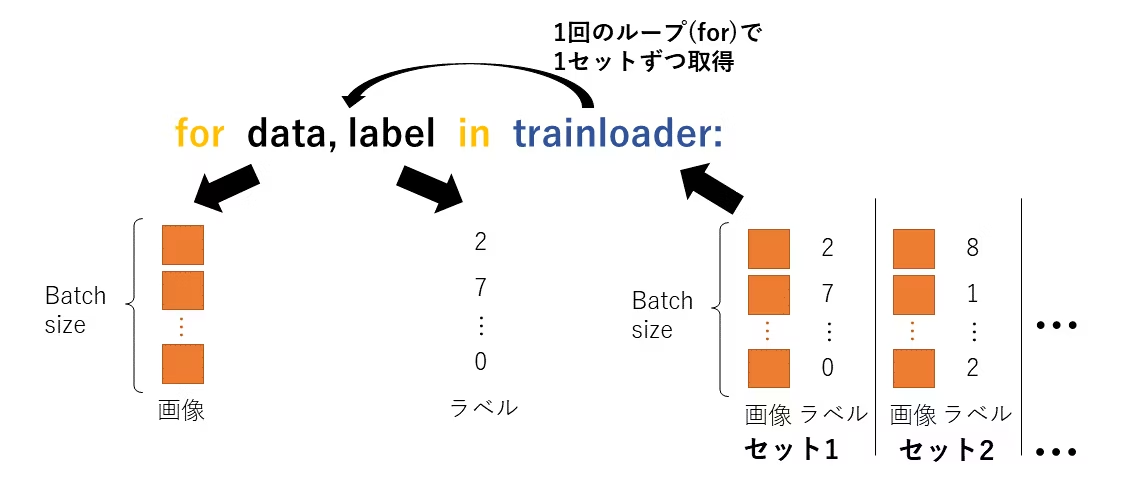 1回のループ(for)で
1セットずつ取得
for data, label in trainloader:
Batch
size
2
7
⋮
0
画像
ラベル
Batch
size
2
7
⋮
0
画像 ラベル
セット1
8
1
⋮
2
画像 ラベル
セット2
•••
•••